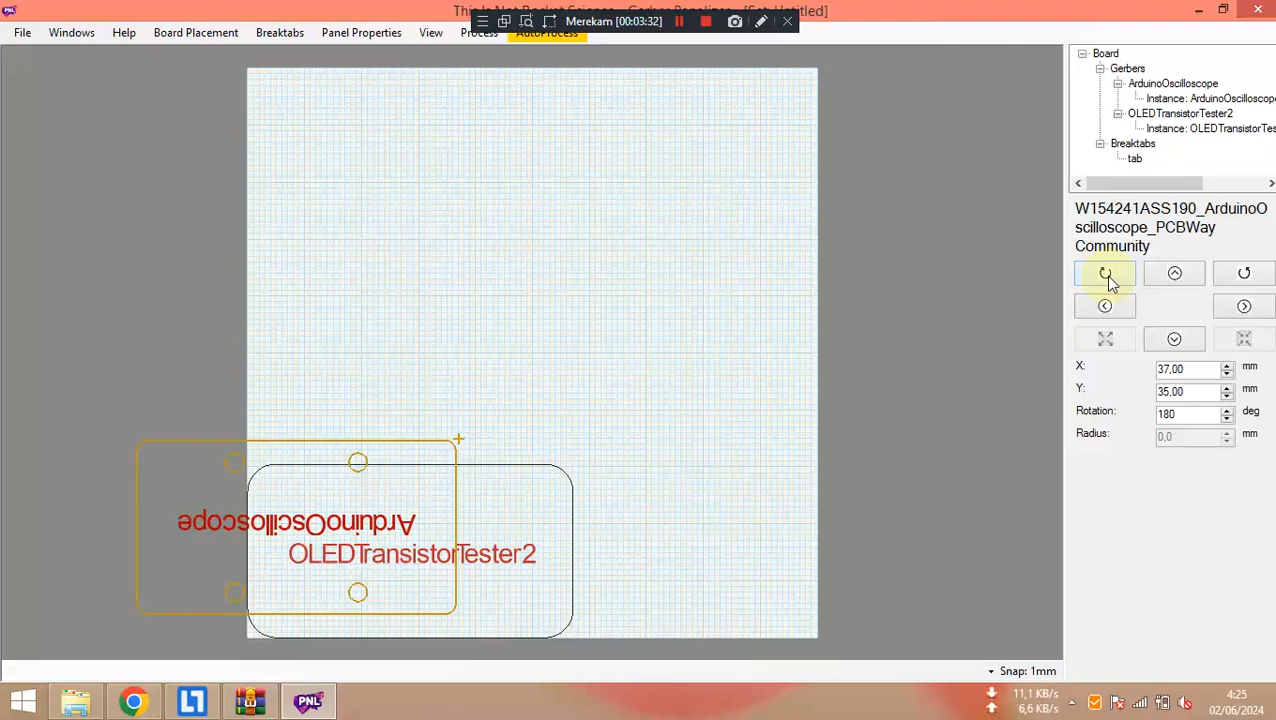 This Is Not Rocket Science - Gerber Panelizer - [Set: Untitled]
Merekam [00:03:32]
File Windows Help Board Placement Breaktabs Panel Properties View Process AutoProcess
Board
Gerbers
ArduinoOscilloscope
Instance: ArduinoOscilloscope
OLEDTransistorTester2
Instance: OLEDTransistorTes
Breaktabs
tab
W154241ASS190_ArduinoO
scilloscope_PCBWay
Community
X: 37,00 mm
Y: 35,00 mm
Rotation: 180 deg
Radius: 0,0 mm
ArduinoOscilloscope
OLEDTransistorTester2
Snap: 1mm
PNL
11,1 KB/s
6,6 KB/s
4:25
02/06/2024